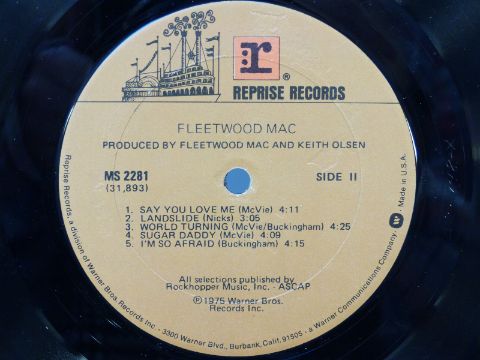 r ®
REPRISE RECORDS
FLEETWOOD MAC
PRODUCED BY FLEETWOOD MAC AND KEITH OLSEN
MS 2281
(31,893)
SIDE II
1. SAY YOU LOVE ME (McVie) 4:11
2. LANDSLIDE (Nicks) 3:05
3. WORLD TURNING (McVie/Buckingham) 4:25
4. SUGAR DADDY (McVie) 4:09
5. I'M SO AFRAID (Buckingham) 4:15
All selections published by
Rockhopper Music, Inc. - ASCAP
Ⓟ1975 Warner Bros.
Records Inc.
Reprise Records, a division of Warner Bros. Records Inc. · 3300 Warner Blvd., Burbank, Calif. 91505 · a Warner Communications Company · W Made in U.S.A.